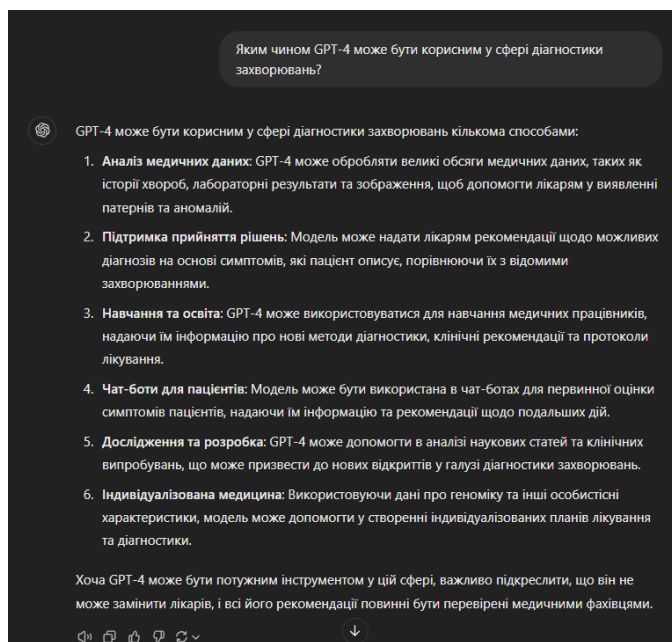 Яким чином GPT-4 може бути корисним у сфері діагностики
захворювань?
GPT-4 може бути корисним у сфері діагностики захворювань кількома способами:
1. Аналіз медичних даних: GPT-4 може обробляти великі обсяги медичних даних, таких як
історії хвороб, лабораторні результати та зображення, щоб допомогти лікарям у виявленні
патернів та аномалій.
2. Підтримка прийняття рішень: Модель може надати лікарям рекомендації щодо можливих
діагнозів на основі симптомів, які пацієнт описує, порівнюючи їх з відомими
захворюваннями.
3. Навчання та освіта: GPT-4 може використовуватися для навчання медичних працівників,
надаючи їм інформацію про нові методи діагностики, клінічні рекомендації та протоколи
лікування.
4. Чат-боти для пацієнтів: Модель може бути використана в чат-ботах для первинної оцінки
симптомів пацієнтів, надаючи їм інформацію та рекомендації щодо подальших дій.
5. Дослідження та розробка: GPT-4 може допомогти в аналізі наукових статей та клінічних
випробувань, що може призвести до нових відкриттів у галузі діагностики захворювань.
6. Індивідуалізована медицина: Використовуючи дані про геноміку та інші особистісні
характеристики, модель може допомогти у створенні індивідуалізованих планів лікування
та діагностики.
Хоча GPT-4 може бути потужним інструментом у цій сфері, важливо підкреслити, що він не
може замінити лікарів, і всі його рекомендації повинні бути перевірені медичними фахівцями.